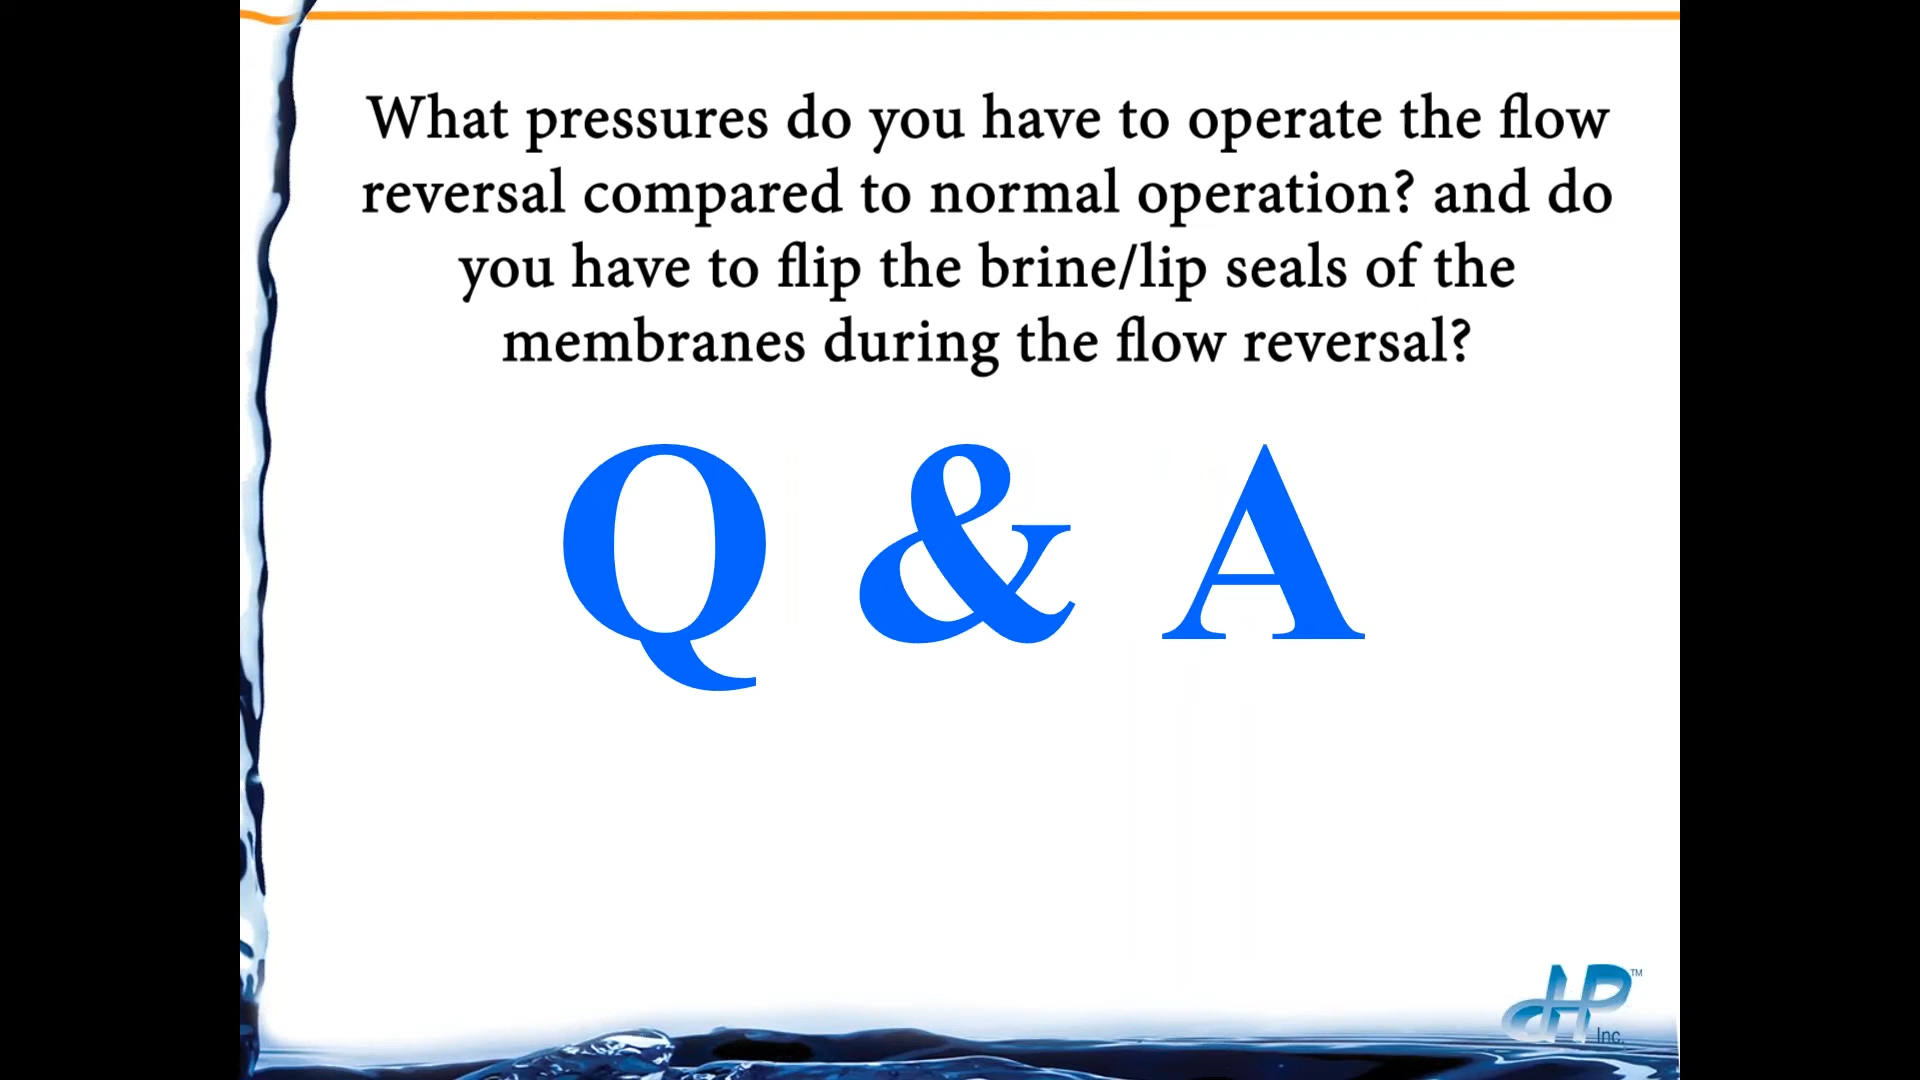 What pressures do you have to operate the flow
reversal compared to normal operation? and do
you have to flip the brine/lip seals of the
membranes during the flow reversal?
Q & A
HP™
Inc.